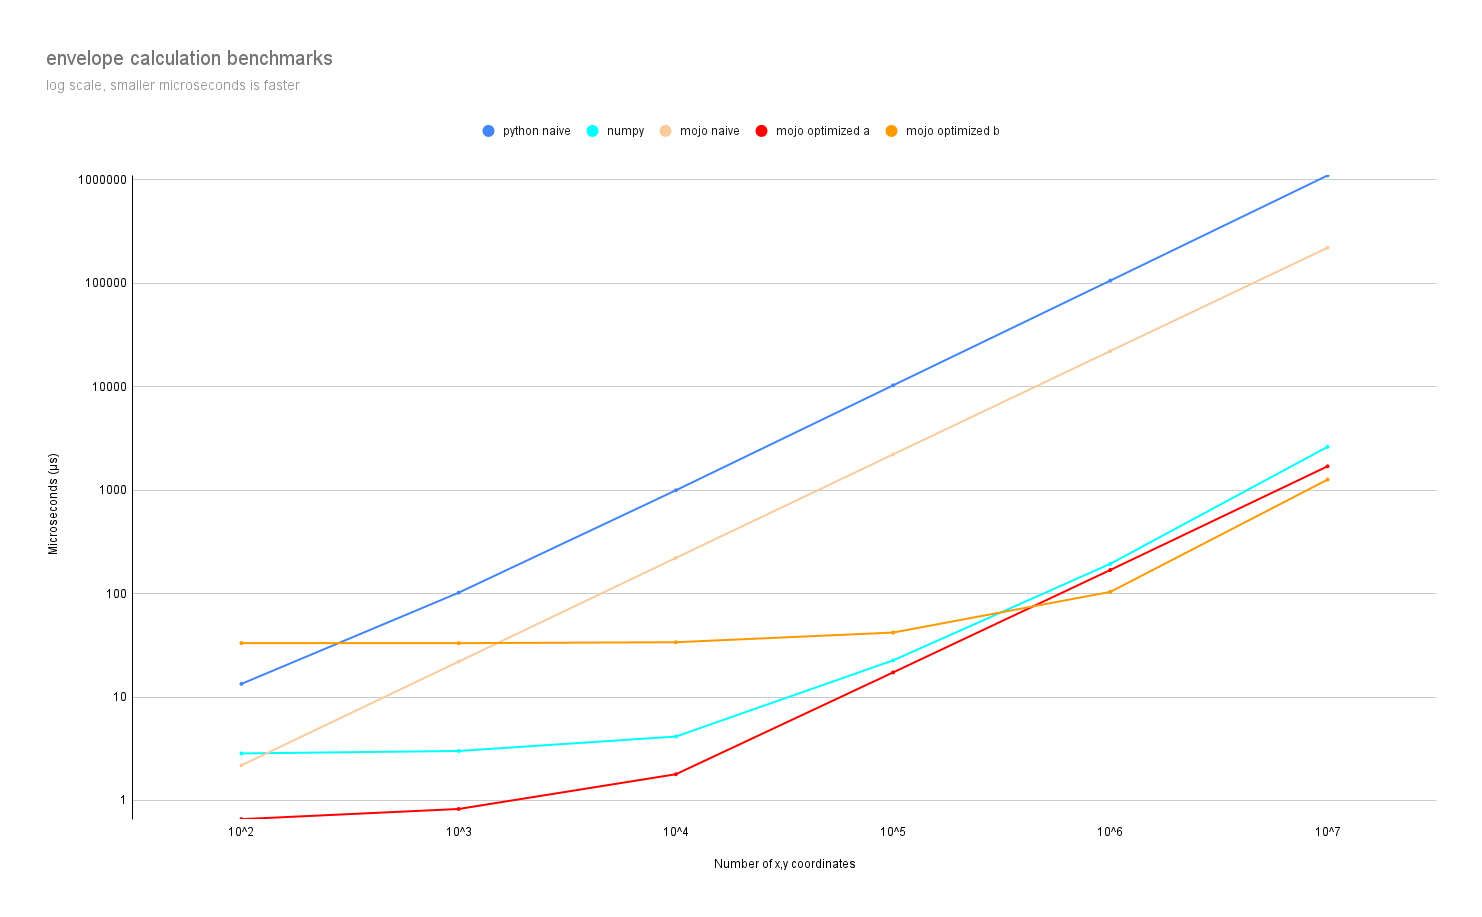 envelope calculation benchmarks
log scale, smaller microseconds is faster
python naive numpy mojo naive mojo optimized a mojo optimized b
1000000
100000
10000
1000
100
10
1
Microseconds (µs)
10^2 10^3 10^4 10^5 10^6 10^7
Number of x,y coordinates